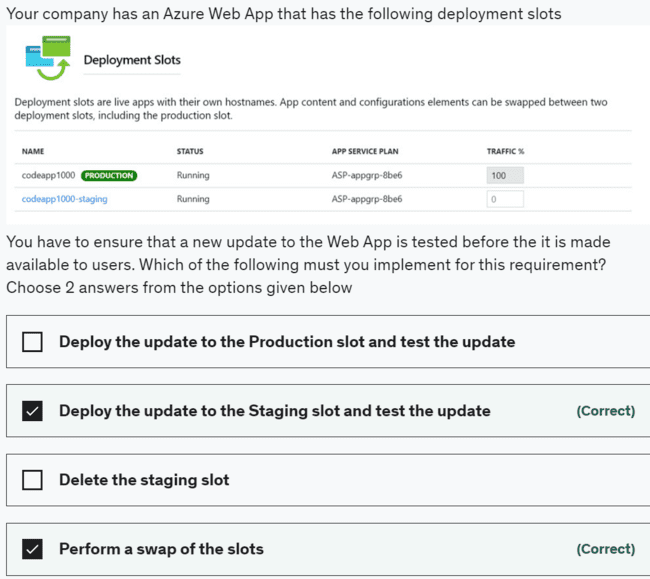 Your company has an Azure Web App that has the following deployment slots
Deployment Slots
Deployment slots are live apps with their own hostnames. App content and configurations elements can be swapped between two
deployment slots, including the production slot.
NAME STATUS APP SERVICE PLAN TRAFFIC %
codeapp1000 PRODUCTION Running ASP-appgrp-8be6 100
codeapp1000-staging Running ASP-appgrp-8be6 0
You have to ensure that a new update to the Web App is tested before the it is made
available to users. Which of the following must you implement for this requirement?
Choose 2 answers from the options given below
Deploy the update to the Production slot and test the update
Deploy the update to the Staging slot and test the update (Correct)
Delete the staging slot
Perform a swap of the slots (Correct)